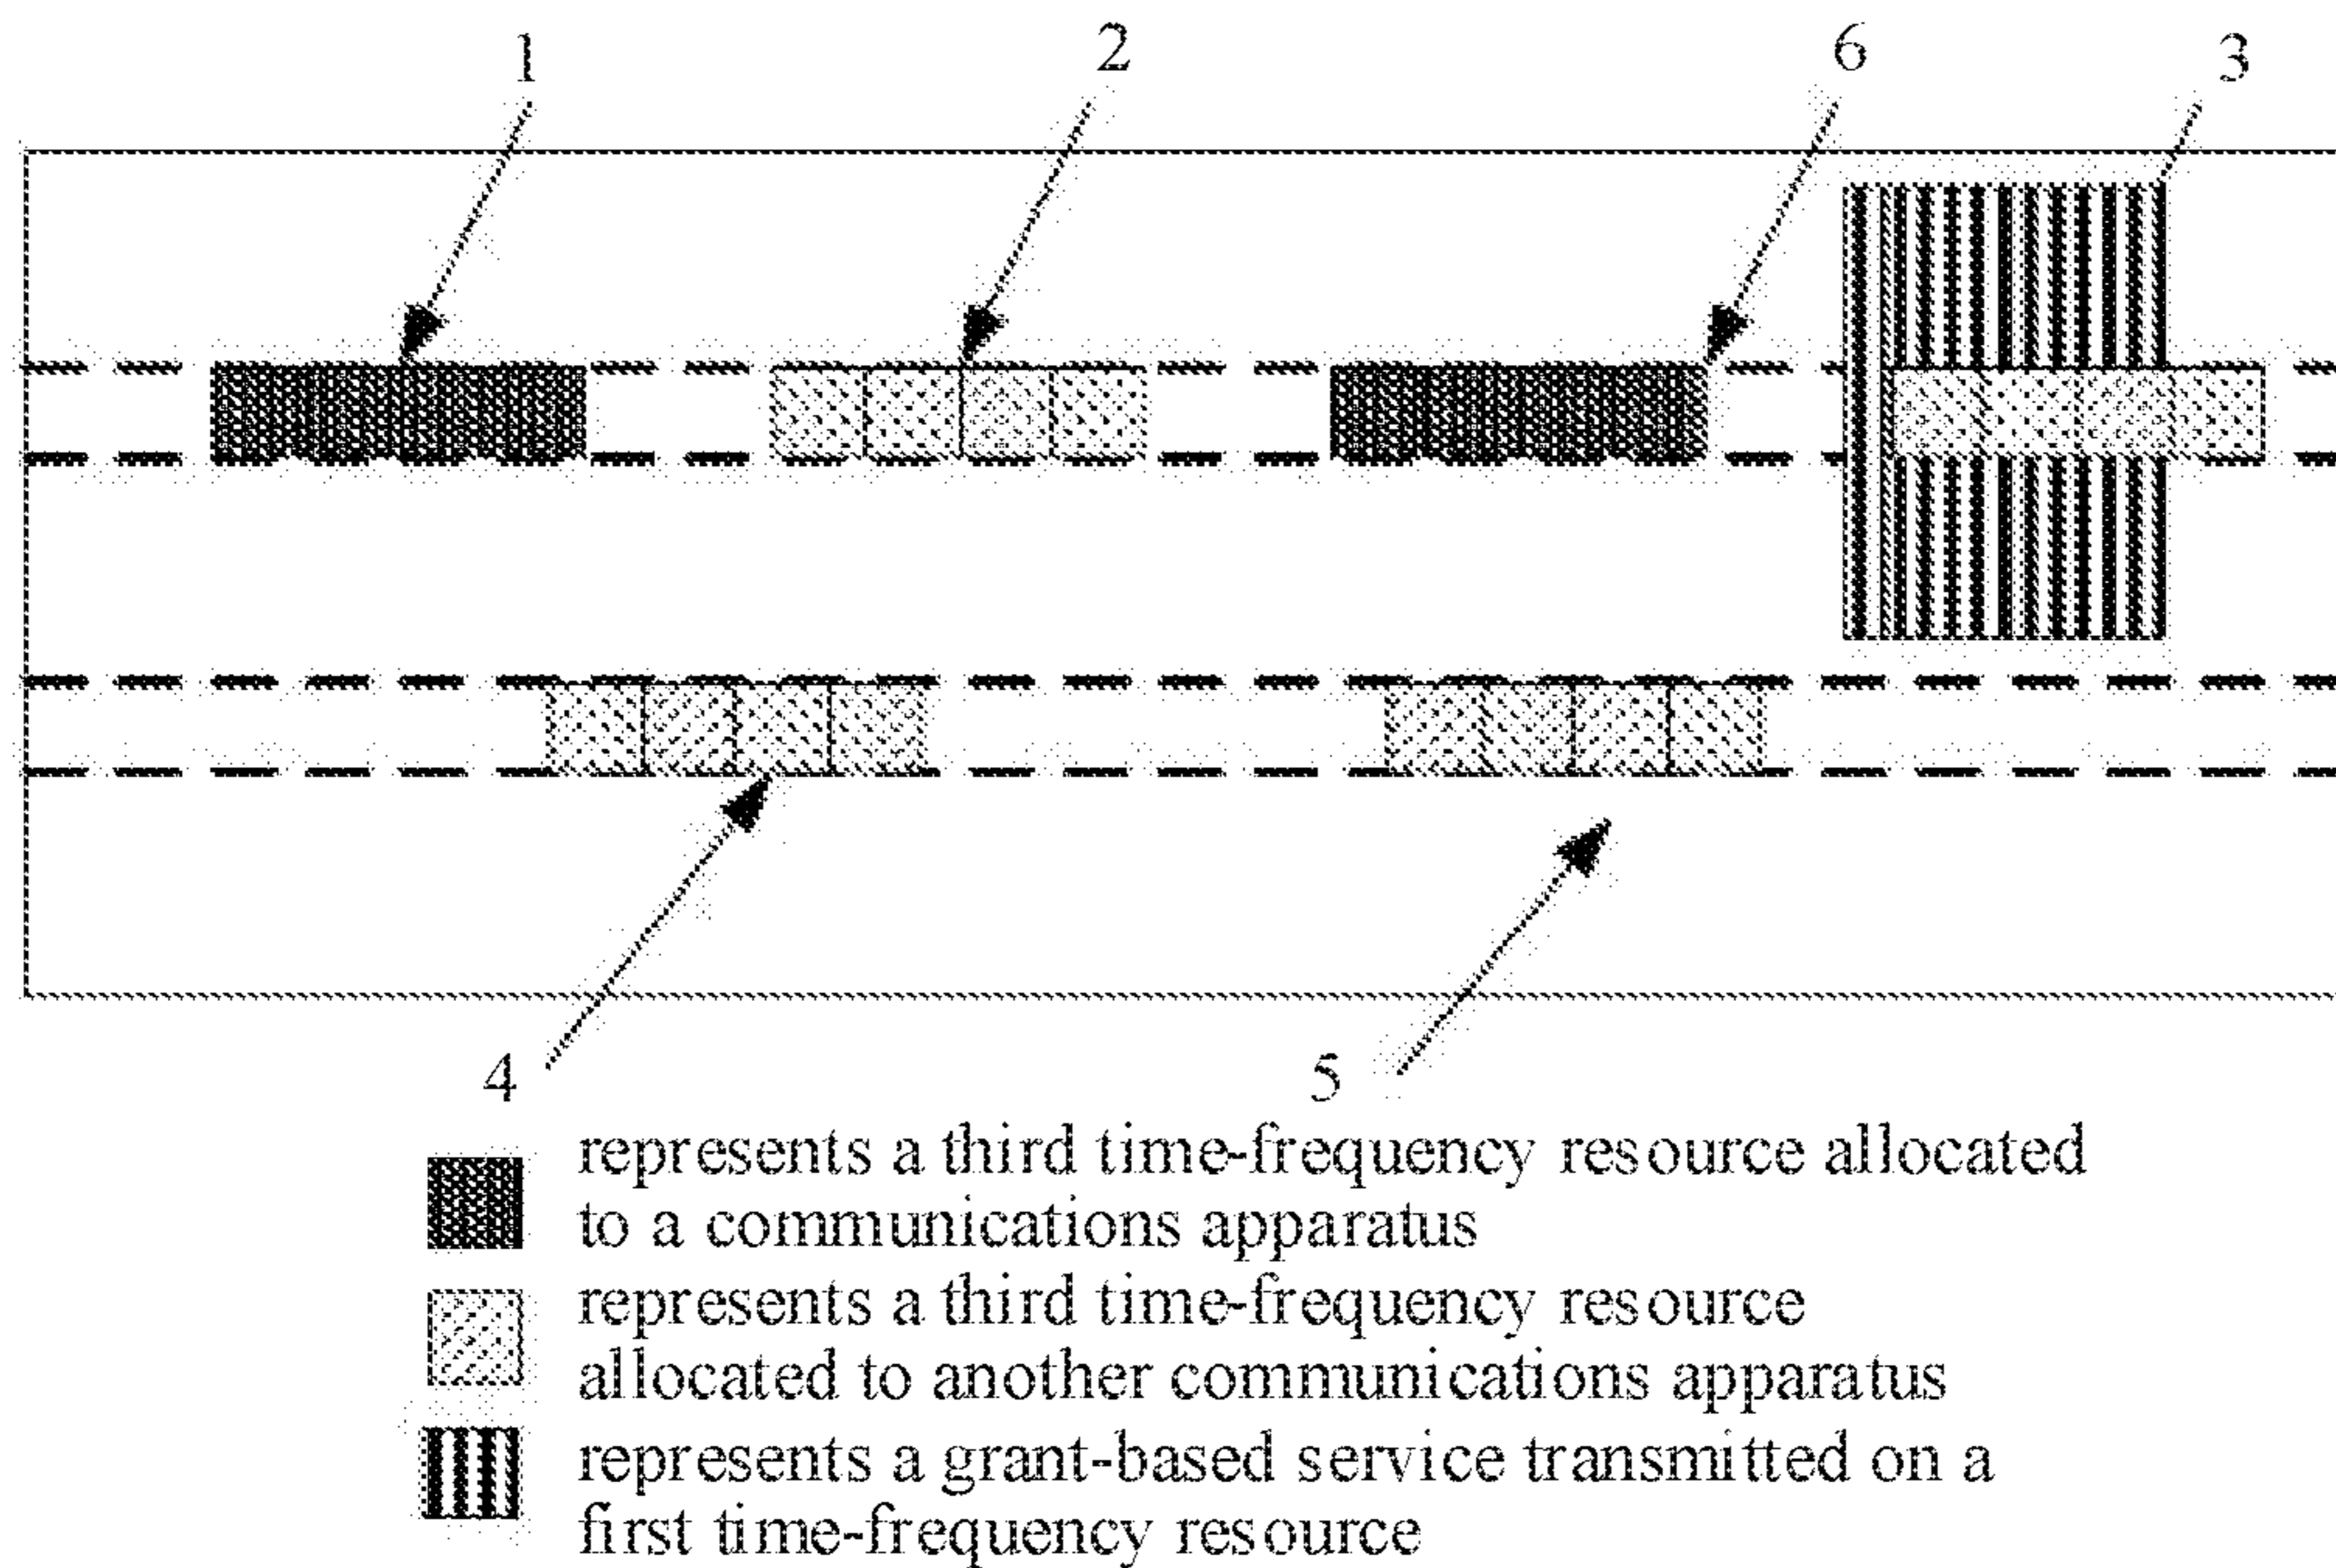 1 2 6 3
4 5
represents a third time-frequency resource allocated
to a communications apparatus
represents a third time-frequency resource
allocated to another communications apparatus
represents a grant-based service transmitted on a
first time-frequency resource